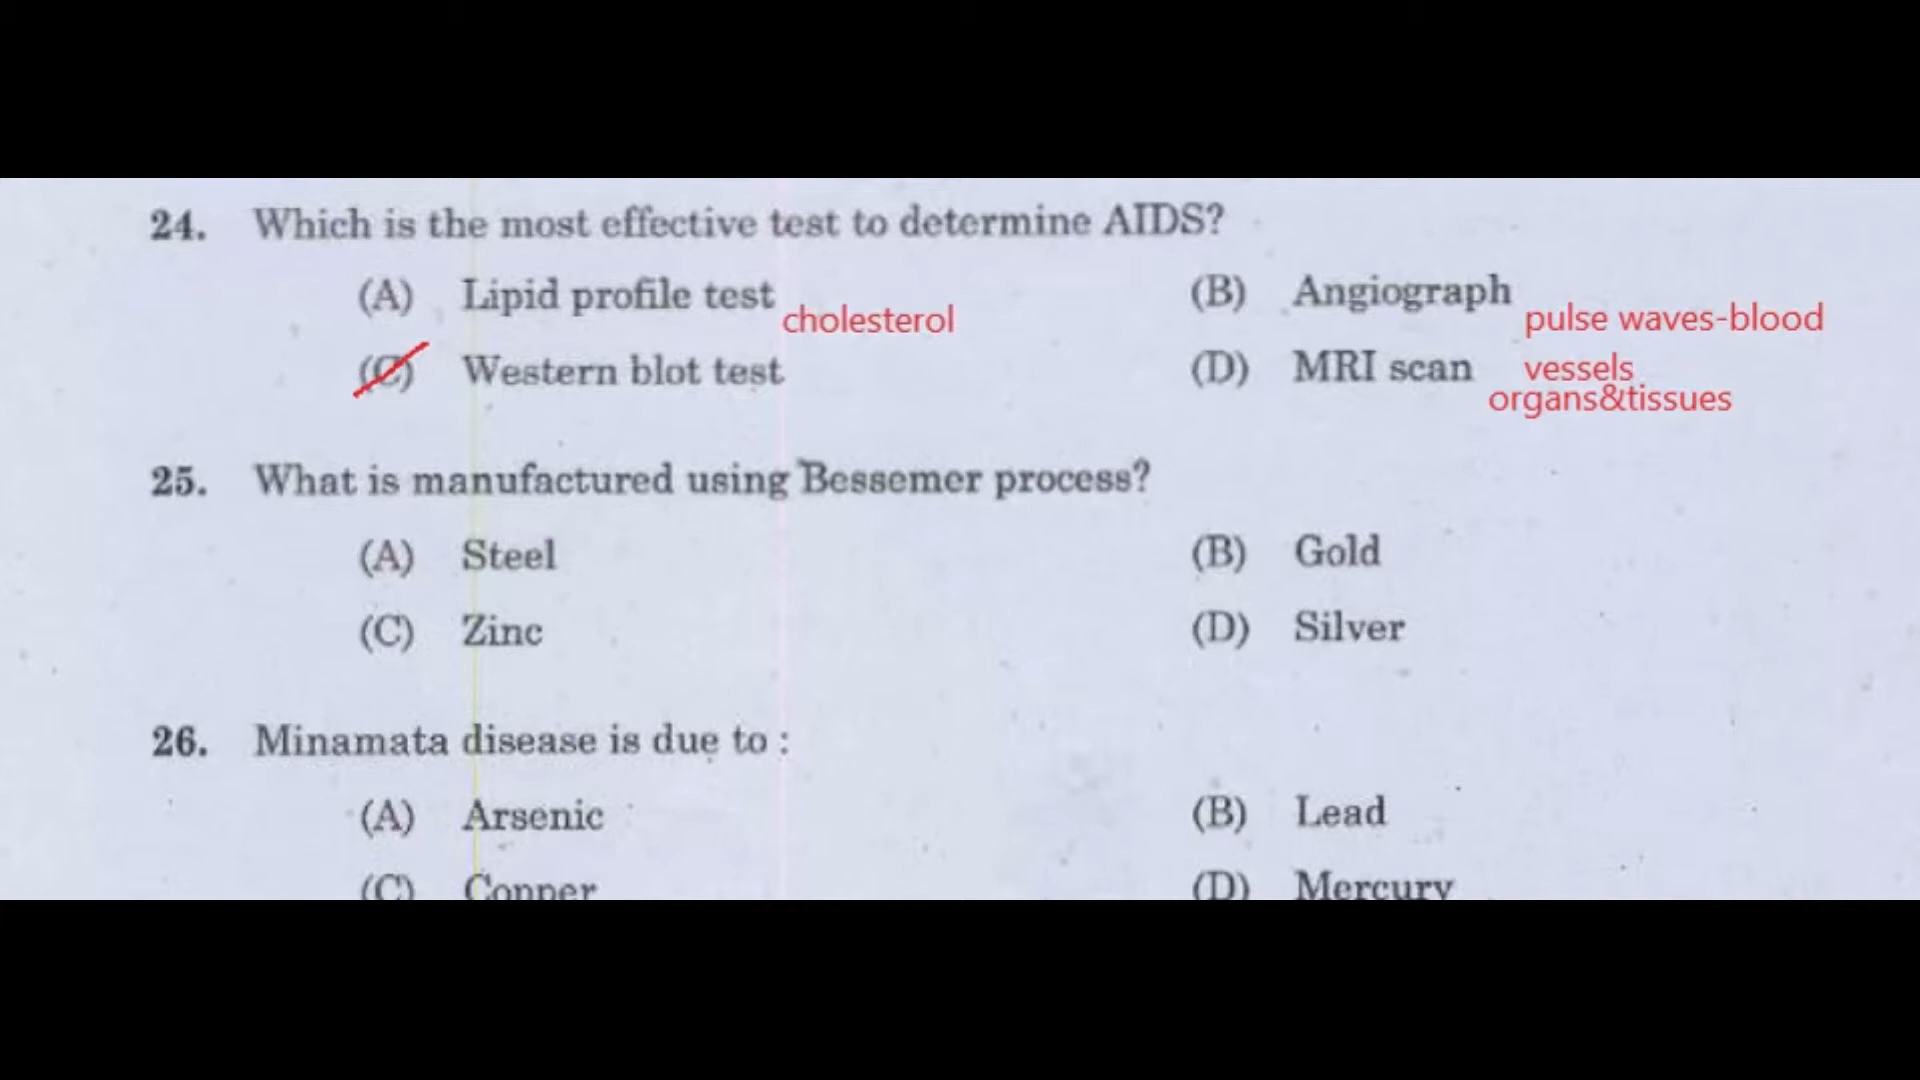 24. Which is the most effective test to determine AIDS?
(A) Lipid profile test cholesterol (B) Angiograph pulse waves-blood
(C) Western blot test (D) MRI scan vessels
organs&tissues
25. What is manufactured using Bessemer process?
(A) Steel (B) Gold
(C) Zinc (D) Silver
26. Minamata disease is due to :
(A) Arsenic (B) Lead
(C) Copper (D) Mercury